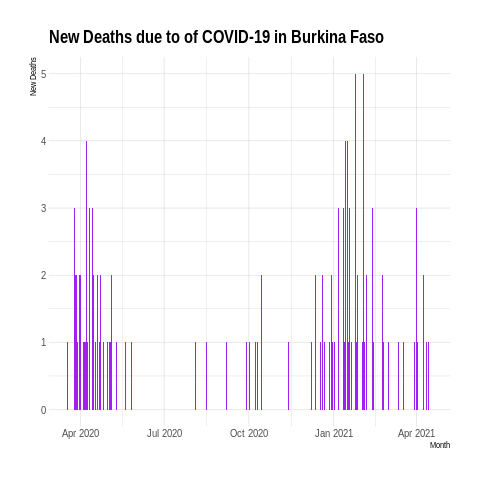 New Deaths due to of COVID-19 in Burkina Faso
New Deaths
5
4
3
2
1
0
Apr 2020 Jul 2020 Oct 2020 Jan 2021 Apr 2021
Month